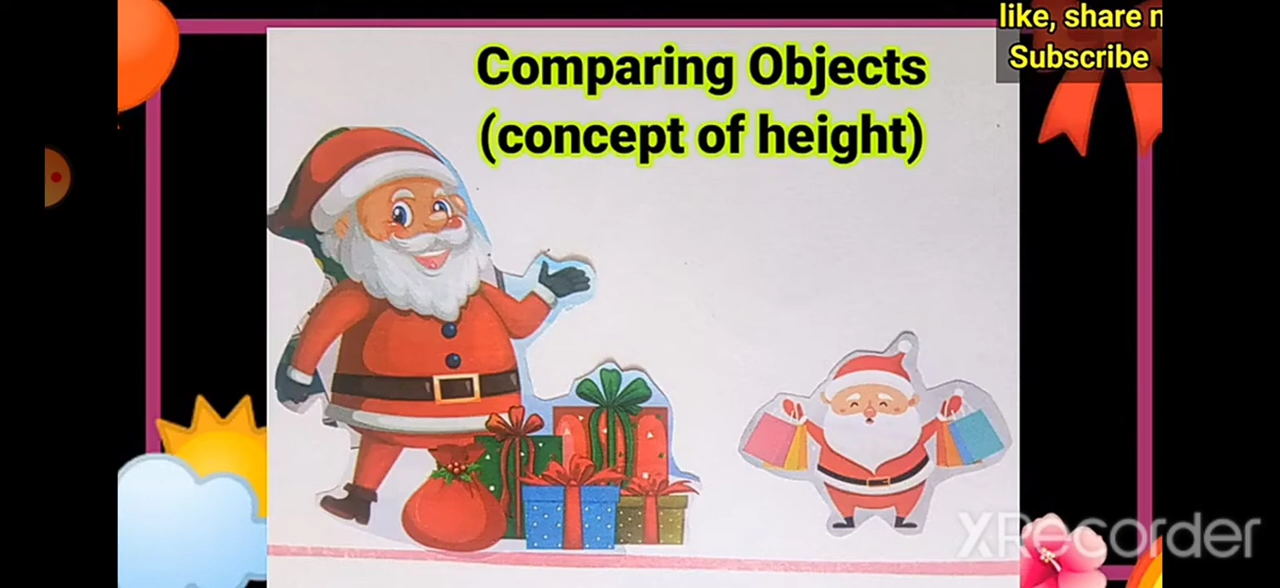 like, share n
Subscribe
Comparing Objects
(concept of height)
XRecorder